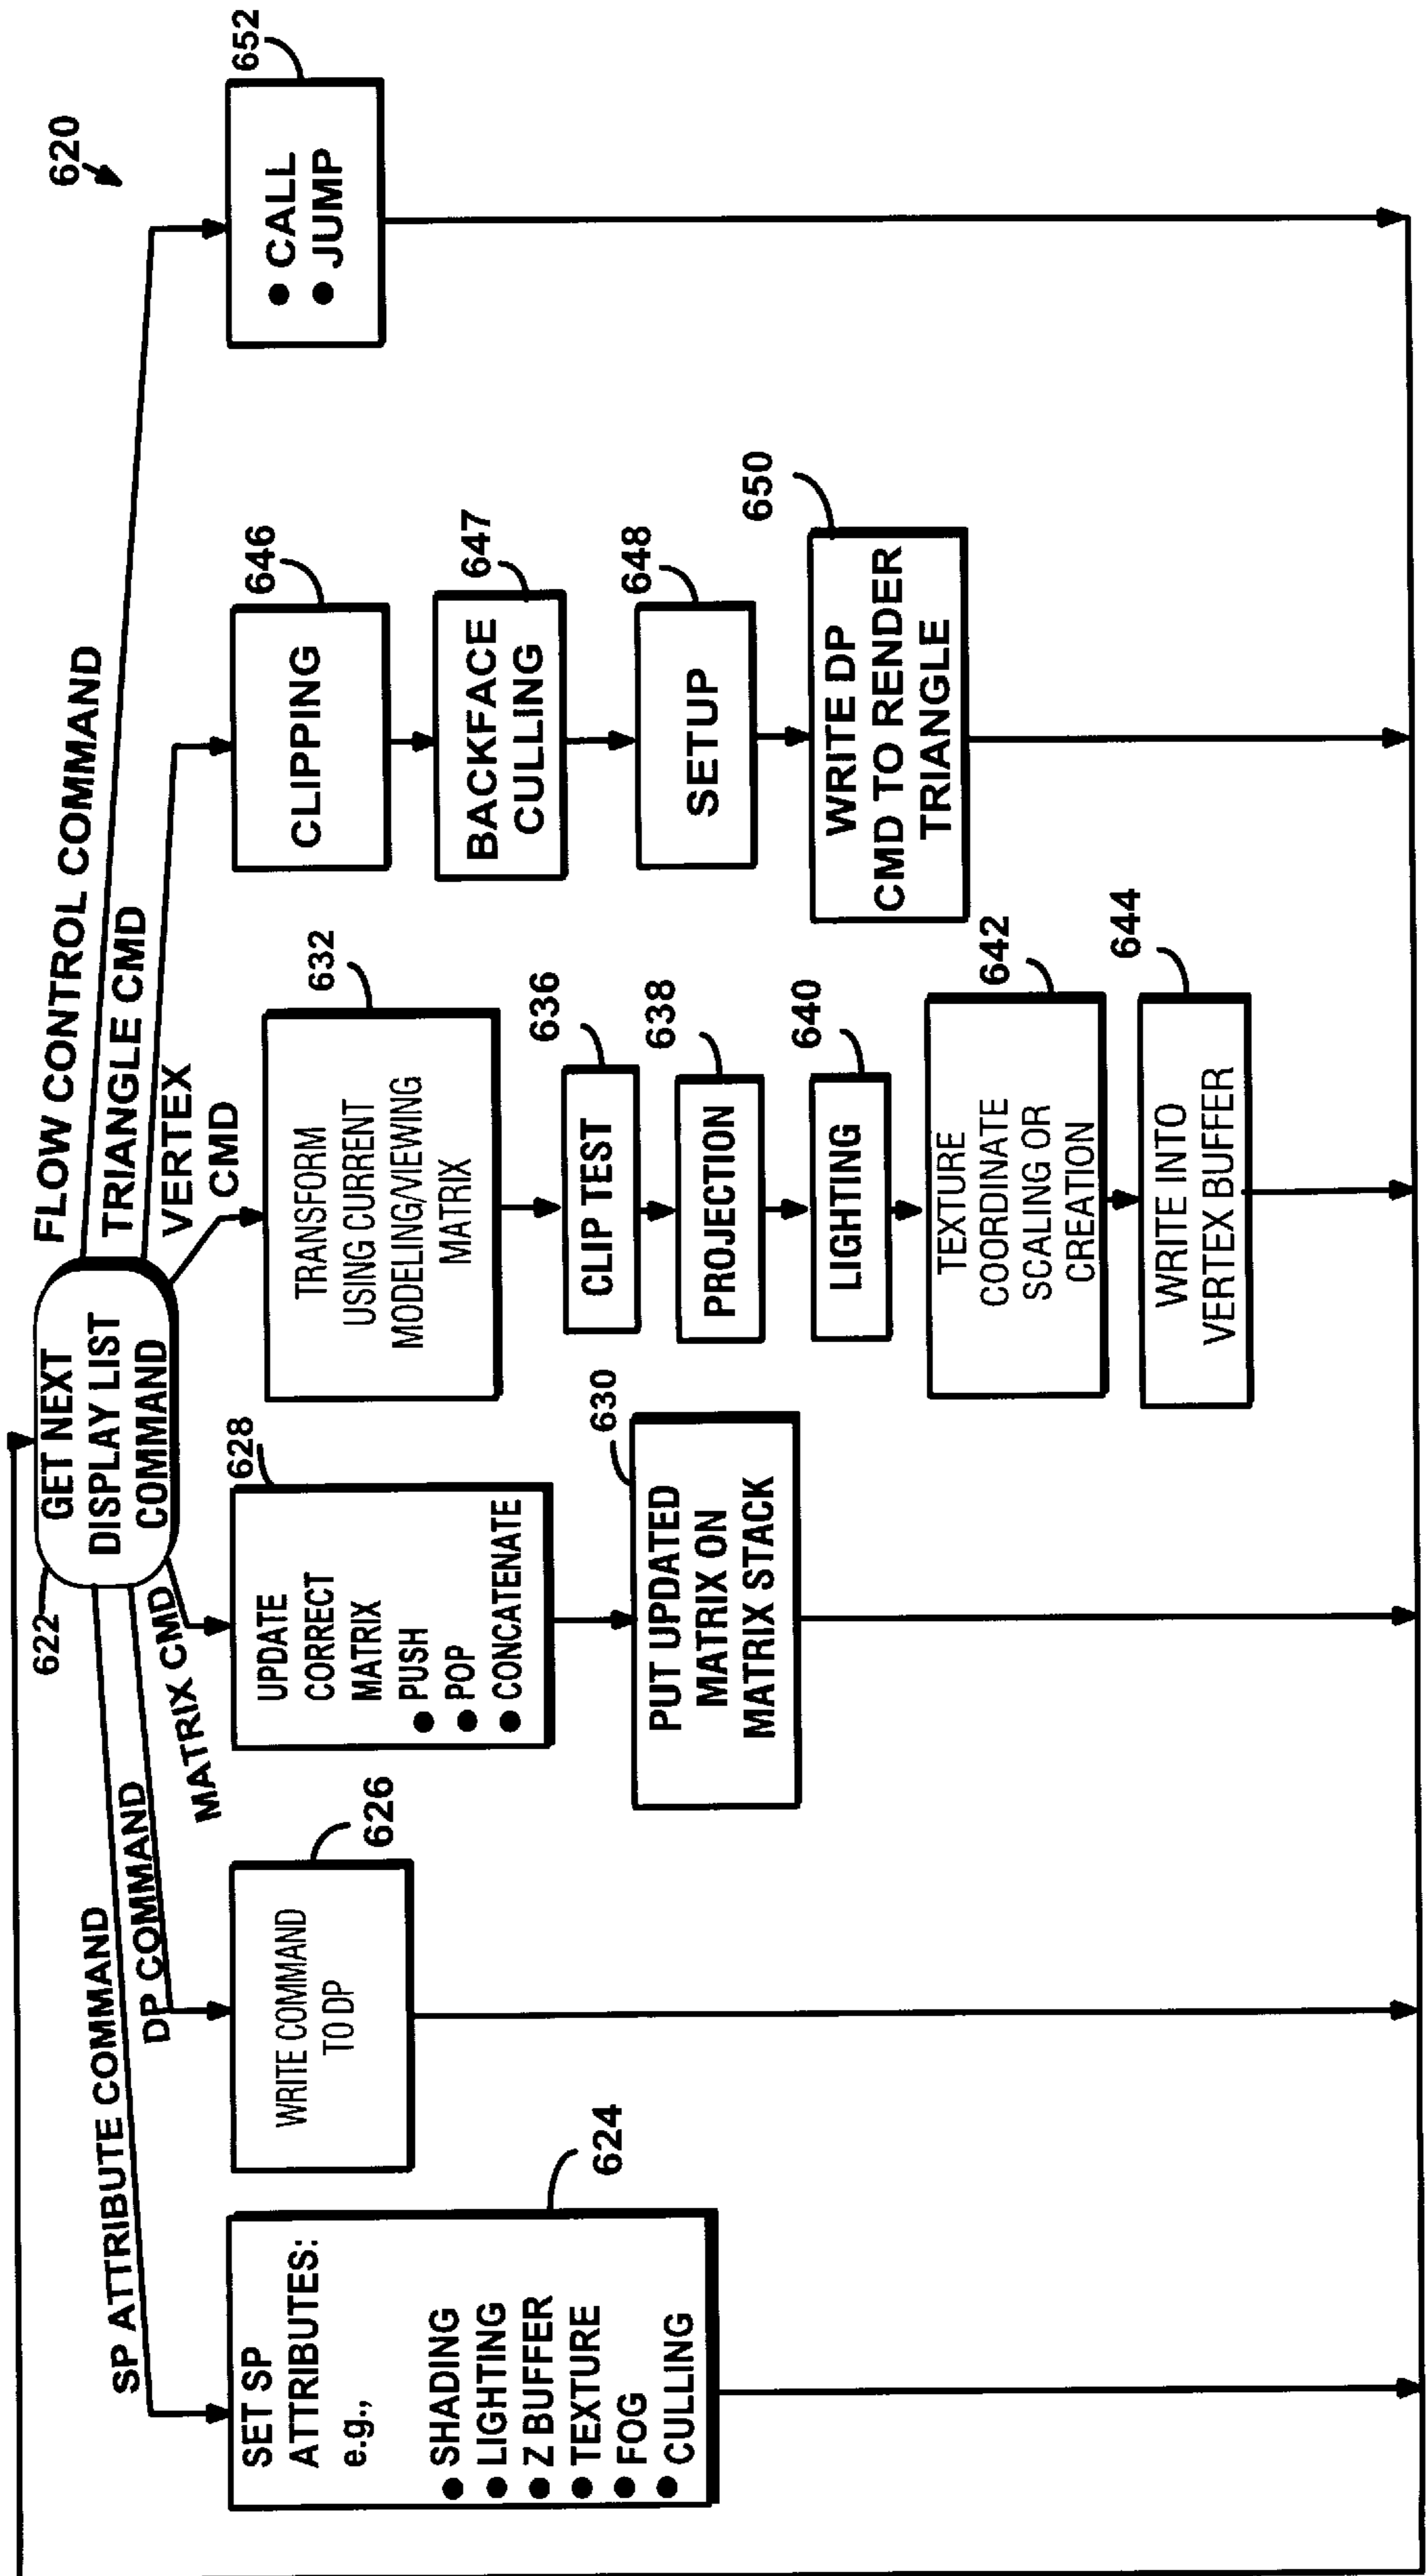 620
622
GET NEXT
DISPLAY LIST
COMMAND
SP ATTRIBUTE COMMAND
DP COMMAND
MATRIX CMD
VERTEX
CMD
TRIANGLE CMD
FLOW CONTROL COMMAND
SET SP
ATTRIBUTES:
e.g.,
● SHADING
● LIGHTING
● Z BUFFER
● TEXTURE
● FOG
● CULLING
624
WRITE COMMAND
TO DP
626
UPDATE
CORRECT
MATRIX
● PUSH
● POP
● CONCATENATE
628
PUT UPDATED
MATRIX ON
MATRIX STACK
630
TRANSFORM
USING CURRENT
MODELING/VIEWING
MATRIX
632
CLIP TEST
636
PROJECTION
638
LIGHTING
640
TEXTURE
COORDINATE
SCALING OR
CREATION
642
WRITE INTO
VERTEX BUFFER
644
CLIPPING
646
BACKFACE
CULLING
647
SETUP
648
WRITE DP
CMD TO RENDER
TRIANGLE
650
● CALL
● JUMP
652